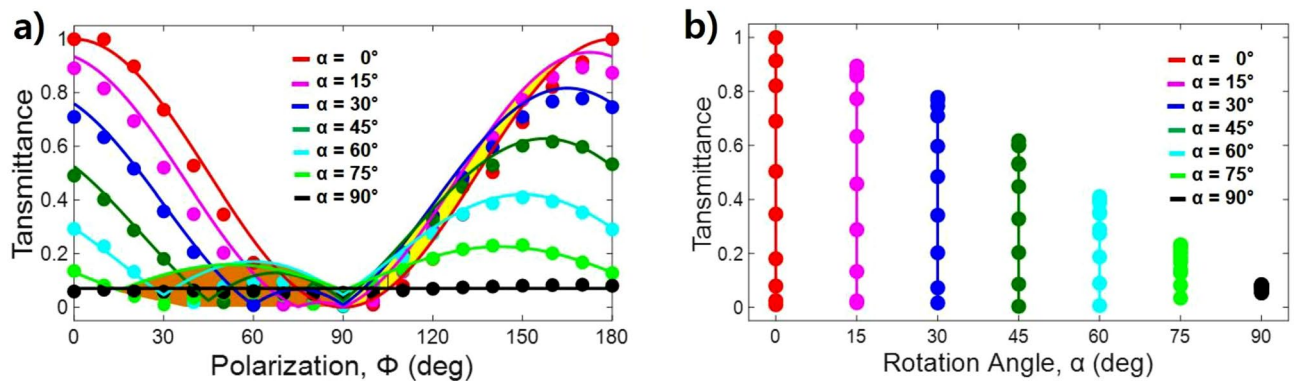 a)
Tansmittance
1
0.8
0.6
0.4
0.2
0
α = 0°
α = 15°
α = 30°
α = 45°
α = 60°
α = 75°
α = 90°
0 30 60 90 120 150 180
Polarization, Φ (deg)
b)
Tansmittance
1
0.8
0.6
0.4
0.2
0
α = 0°
α = 15°
α = 30°
α = 45°
α = 60°
α = 75°
α = 90°
0 15 30 45 60 75 90
Rotation Angle, α (deg)